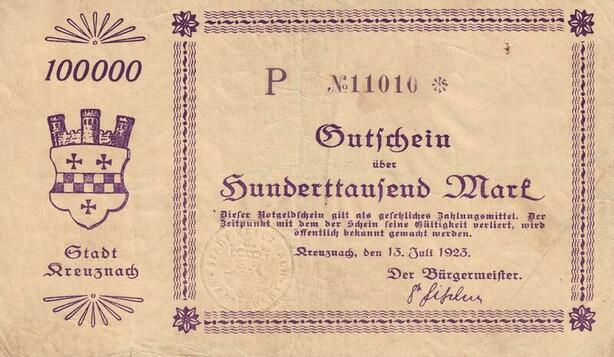 100000
Stadt
Kreuznach
P №11010 *
Gutschein
über
Hunderttausend Mark
Dieser Notgeldschein gilt als gesetzliches Zahlungsmittel. Der
Zeitpunkt mit dem der Schein seine Gültigkeit verliert, wird
öffentlich bekannt gemacht werden.
Kreuznach, den 13. Juli 1923.
Der Bürgermeister.